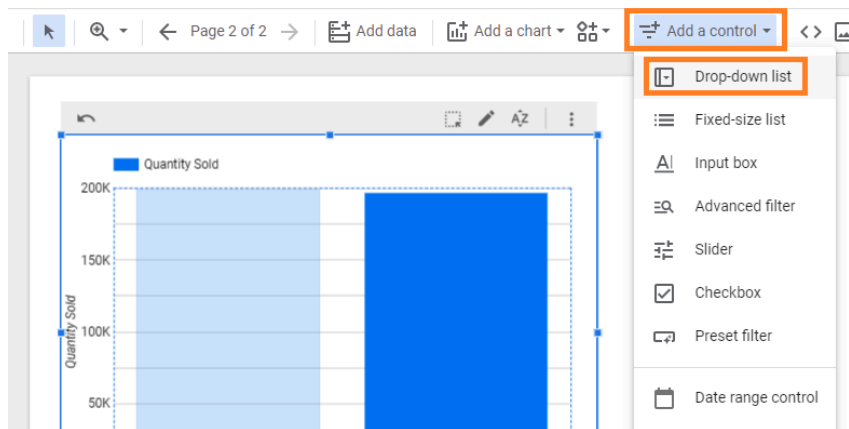 Page 2 of 2
Add data
Add a chart
Add a control
Drop-down list
Fixed-size list
Input box
Advanced filter
Slider
Checkbox
Preset filter
Date range control
AZ
Quantity Sold
200K
150K
100K
50K
Quantity Sold